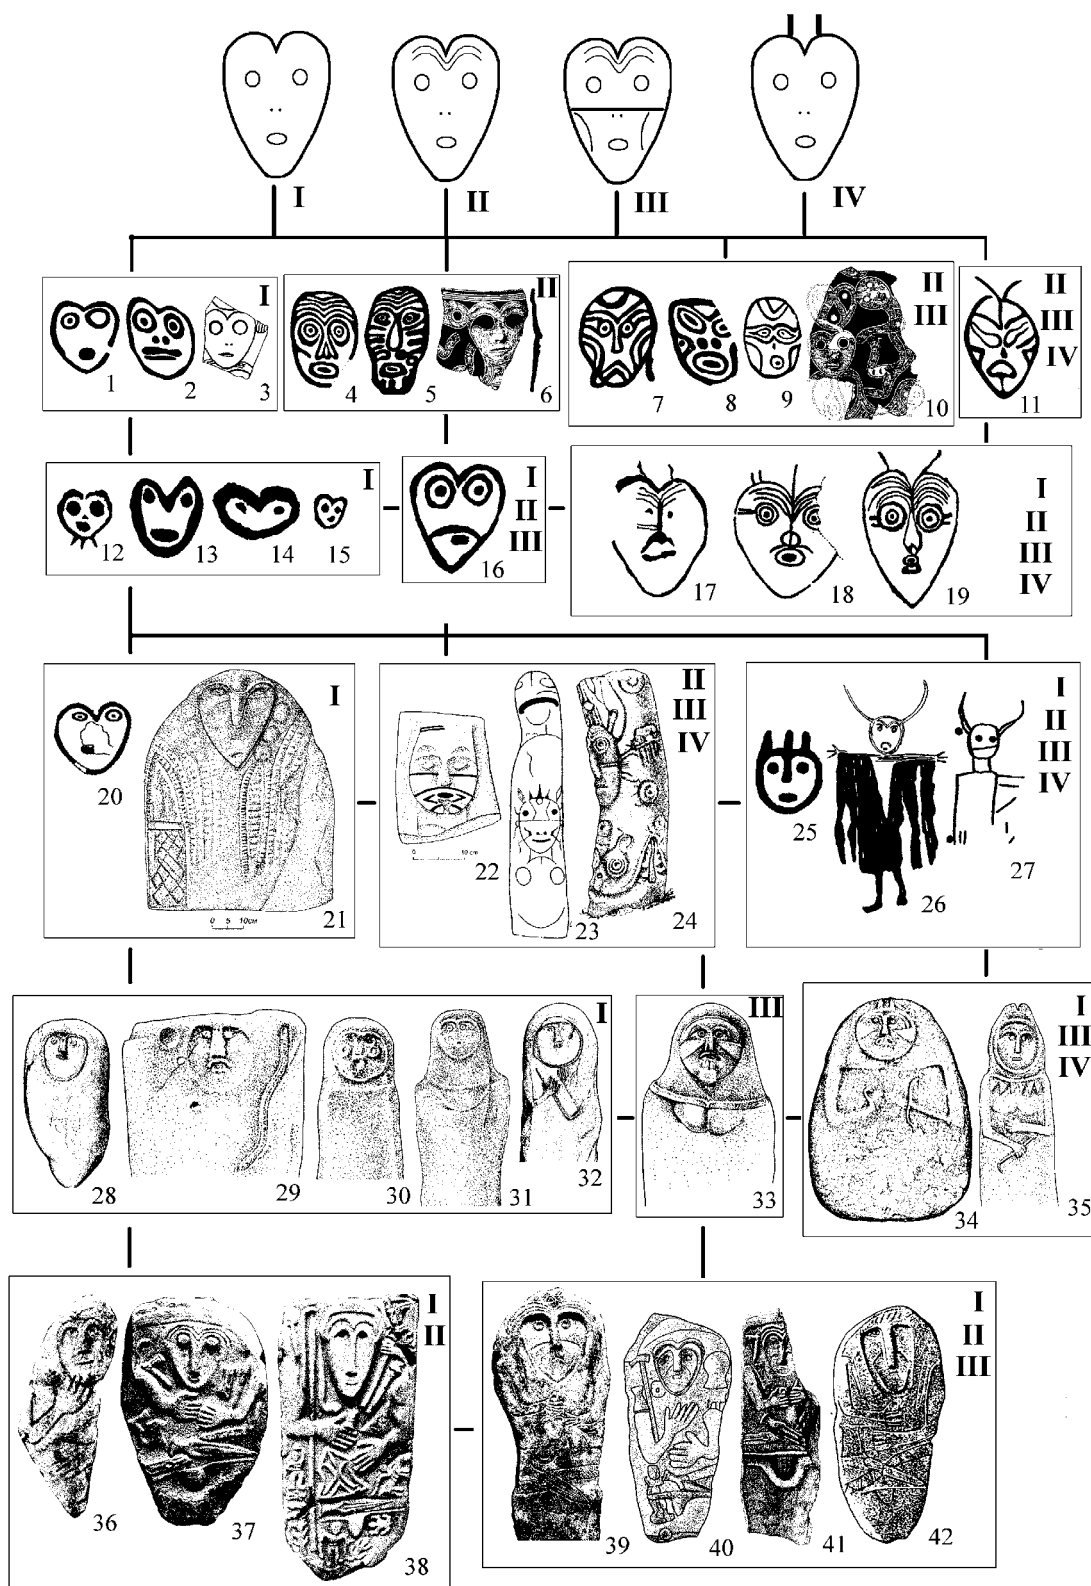 I
II
III
IV
I
1
2
3
II
4
5
6
II
III
7
8
9
10
II
III
IV
11
I
12
13
14
15
I
II
III
16
I
II
III
IV
17
18
19
I
20
0 5 10см
21
II
III
IV
0 10 см
22
23
24
I
II
III
IV
25
26
27
I
28
29
30
31
32
III
33
I
III
IV
34
35
I
II
36
37
38
I
II
III
39
40
41
42